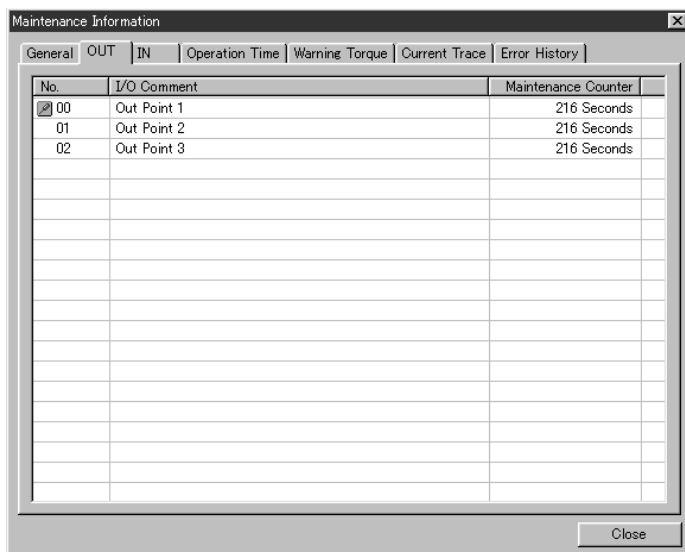 Maintenance Information
General OUT IN Operation Time Warning Torque Current Trace Error History
No. I/O Comment Maintenance Counter
00 Out Point 1 216 Seconds
01 Out Point 2 216 Seconds
02 Out Point 3 216 Seconds
Close